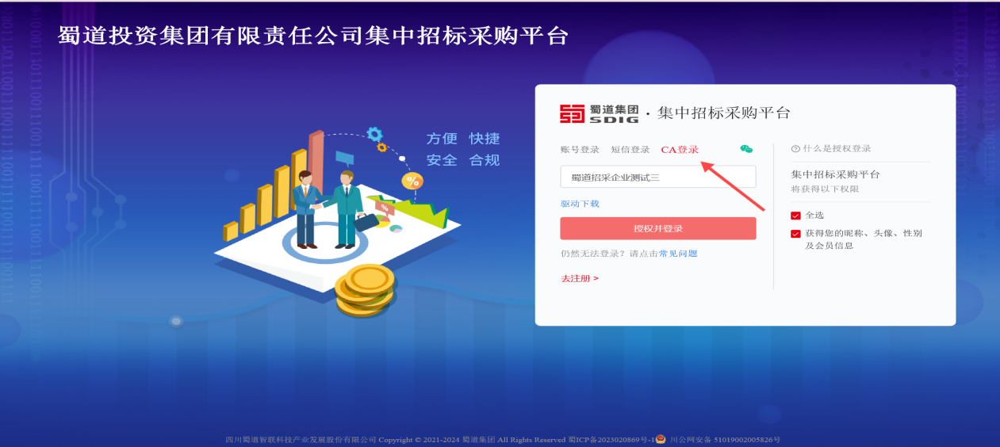 蜀道投资集团有限责任公司集中招标采购平台
方便 快捷
安全 合规
%
%
蜀道集团
SDIG
·集中招标采购平台
账号登录 短信登录 CA登录
蜀道招采企业测试三
驱动下载
授权并登录
仍然无法登录？请点击常见问题
去注册 >
什么是授权登录
集中招标采购平台
将获得以下权限
全选
获得您的昵称、头像、性别
及会员信息
四川蜀道智联科技产业发展股份有限公司 Copyright © 2021-2024 蜀道集团 All Rights Reserved 蜀ICP备2023020869号-1 川公网安备 51019002005826号